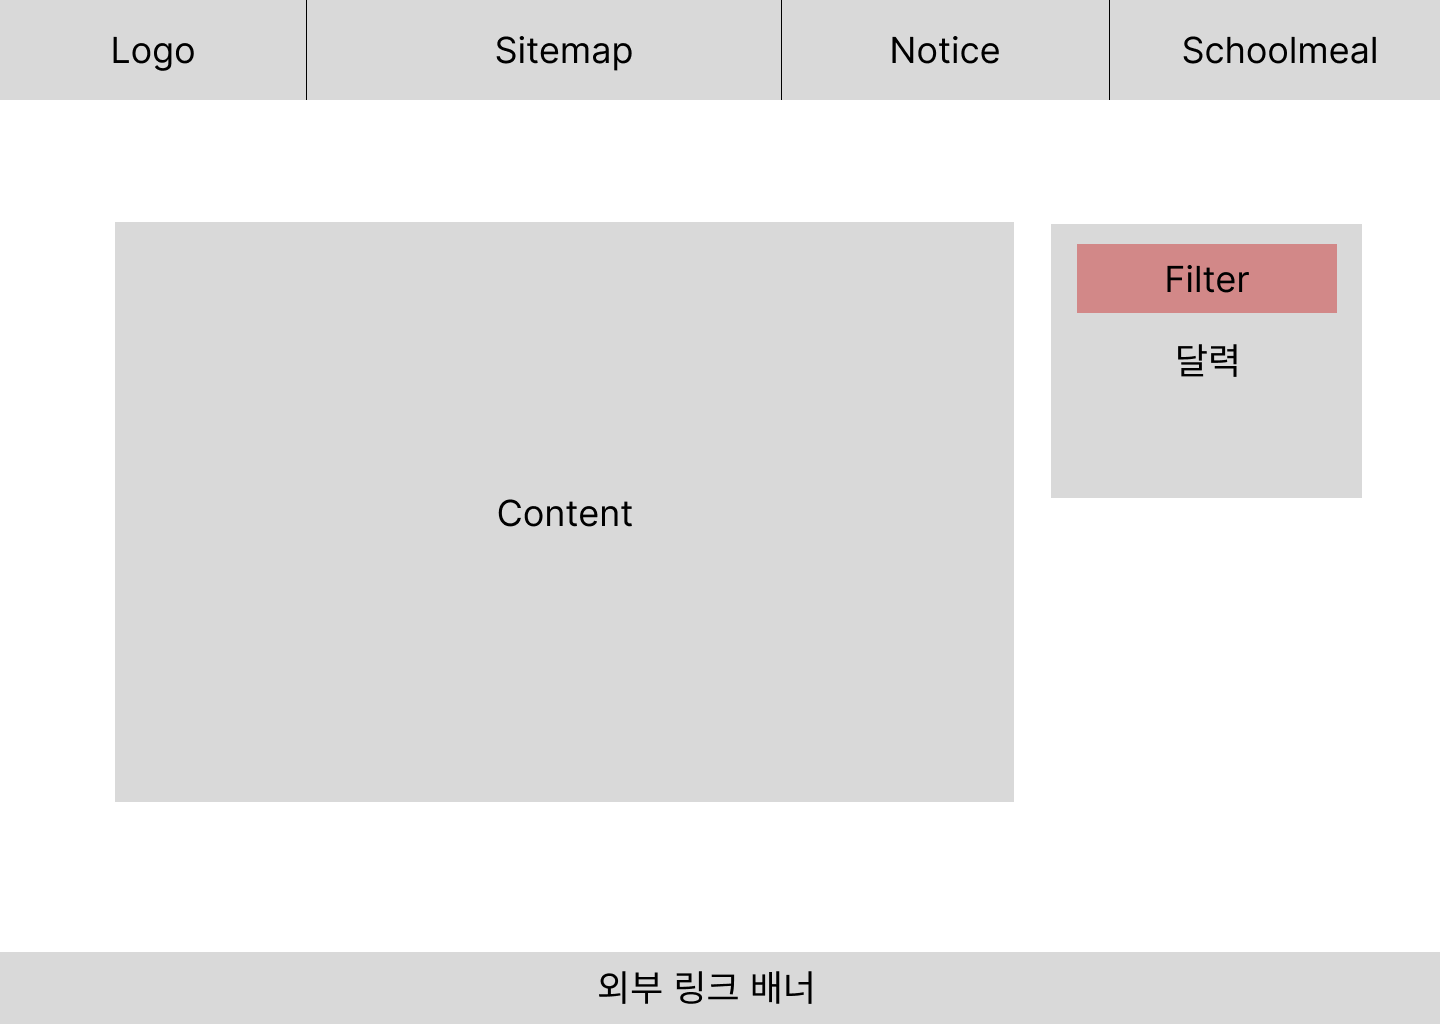 Logo
Sitemap
Notice
Schoolmeal
Filter
달력
Content
외부 링크 배너